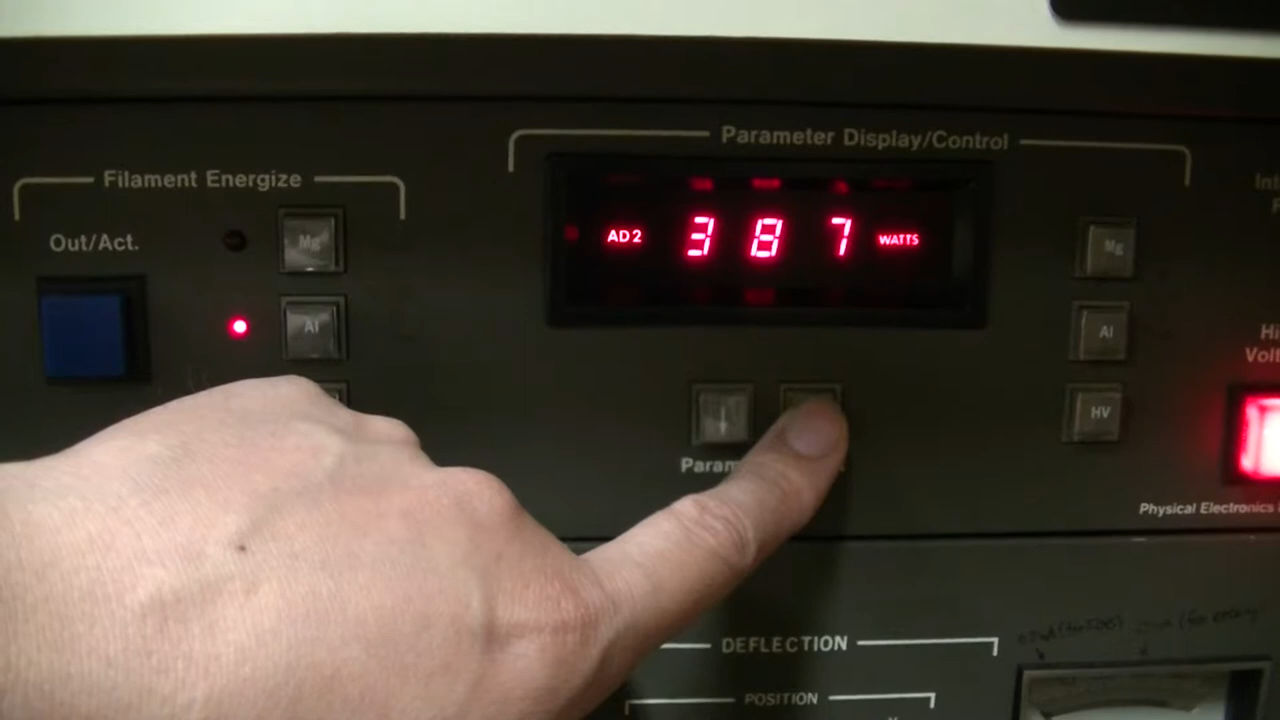 Parameter Display/Control
Filament Energize
Out/Act.
Mg
AD2 387 WATTS
Mg
Al
Al
HV
Param
Physical Electronics
DEFLECTION
POSITION